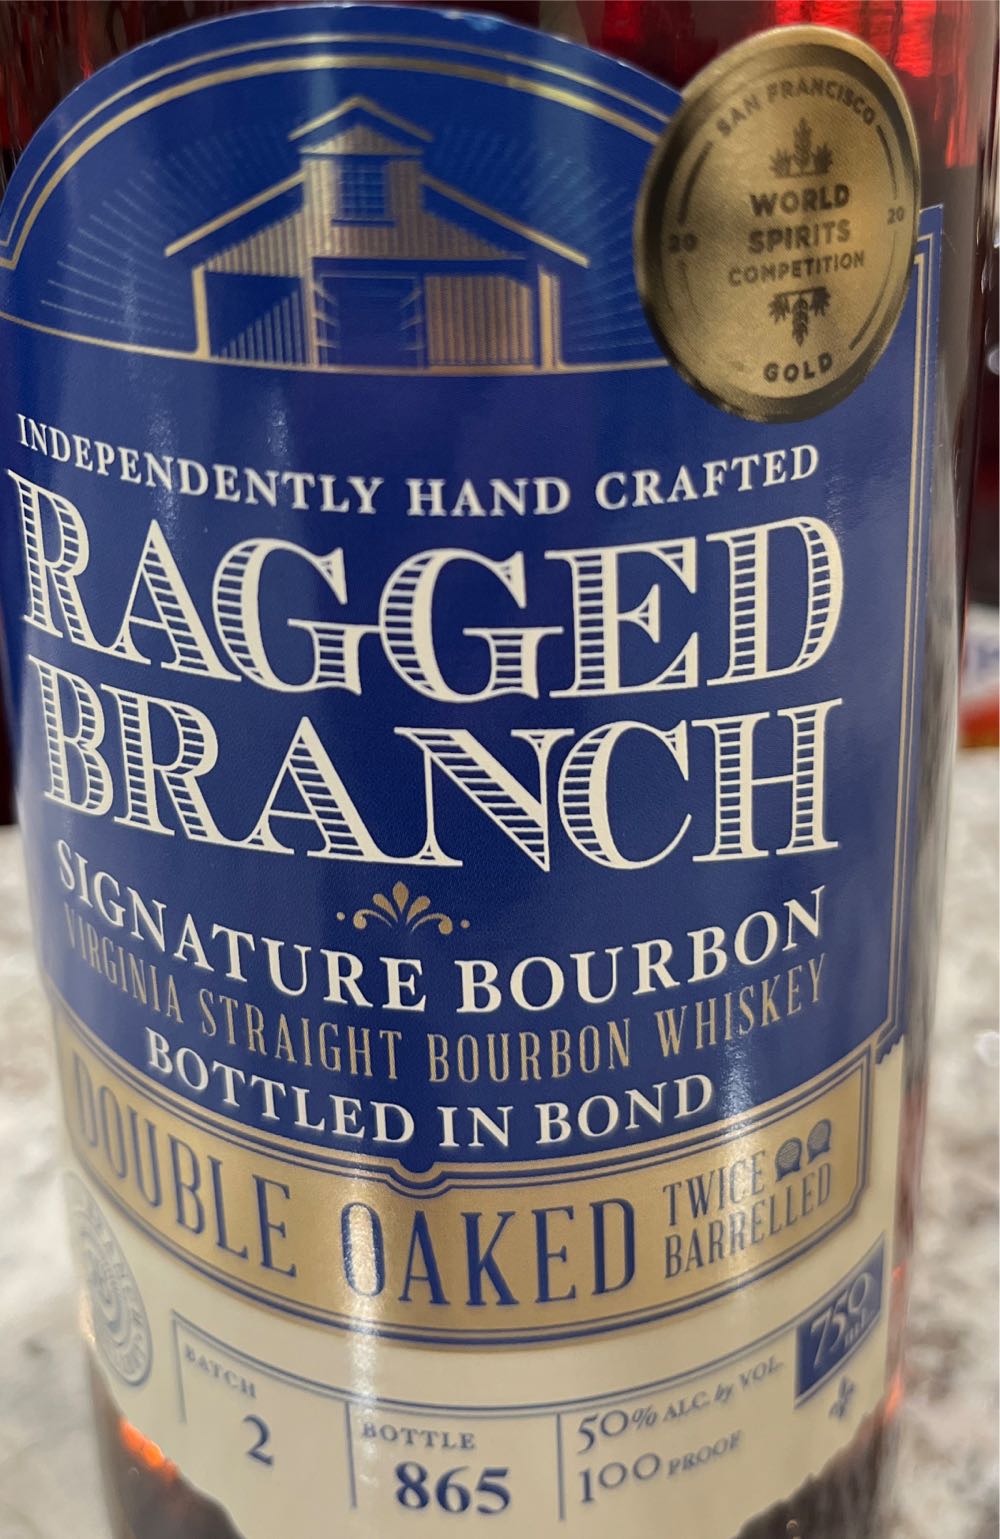 SAN FRANCISCO
WORLD
SPIRITS
COMPETITION
20 20
GOLD
INDEPENDENTLY HAND CRAFTED
RAGGED
BRANCH
SIGNATURE BOURBON
VIRGINIA STRAIGHT BOURBON WHISKEY
BOTTLED IN BOND
DOUBLE OAKED
TWICE
BARRELLED
750
ML
BATCH
2
BOTTLE
865
50% ALC. by VOL.
100 PROOF